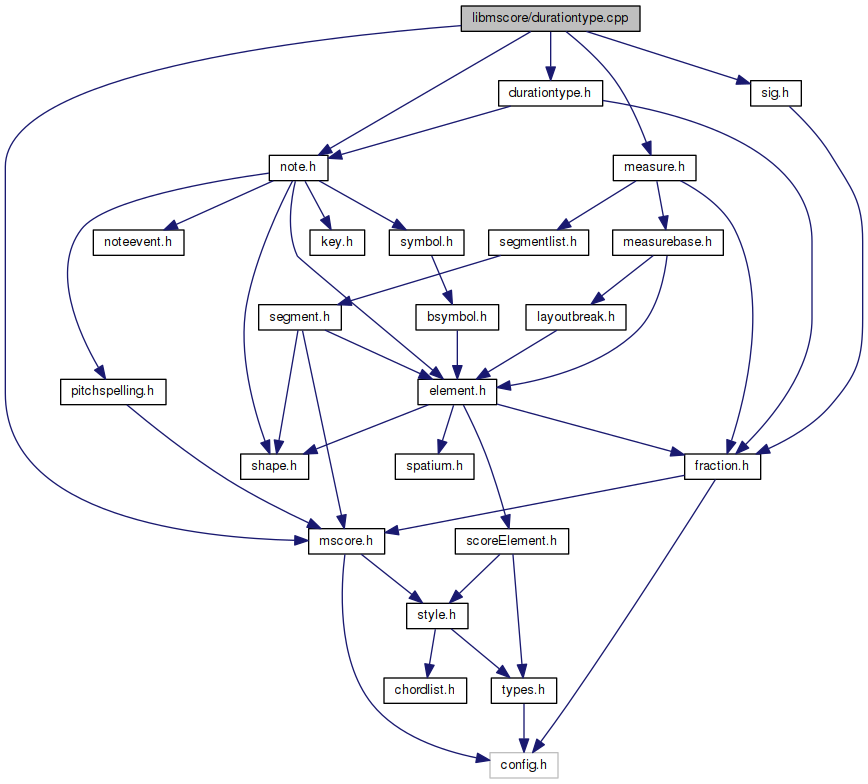 libmscore/durationtype.cpp
durationtype.h
sig.h
note.h
measure.h
noteevent.h
key.h
symbol.h
segmentlist.h
measurebase.h
segment.h
bsymbol.h
layoutbreak.h
pitchspelling.h
element.h
shape.h
spatium.h
fraction.h
mscore.h
scoreElement.h
style.h
chordlist.h
types.h
config.h